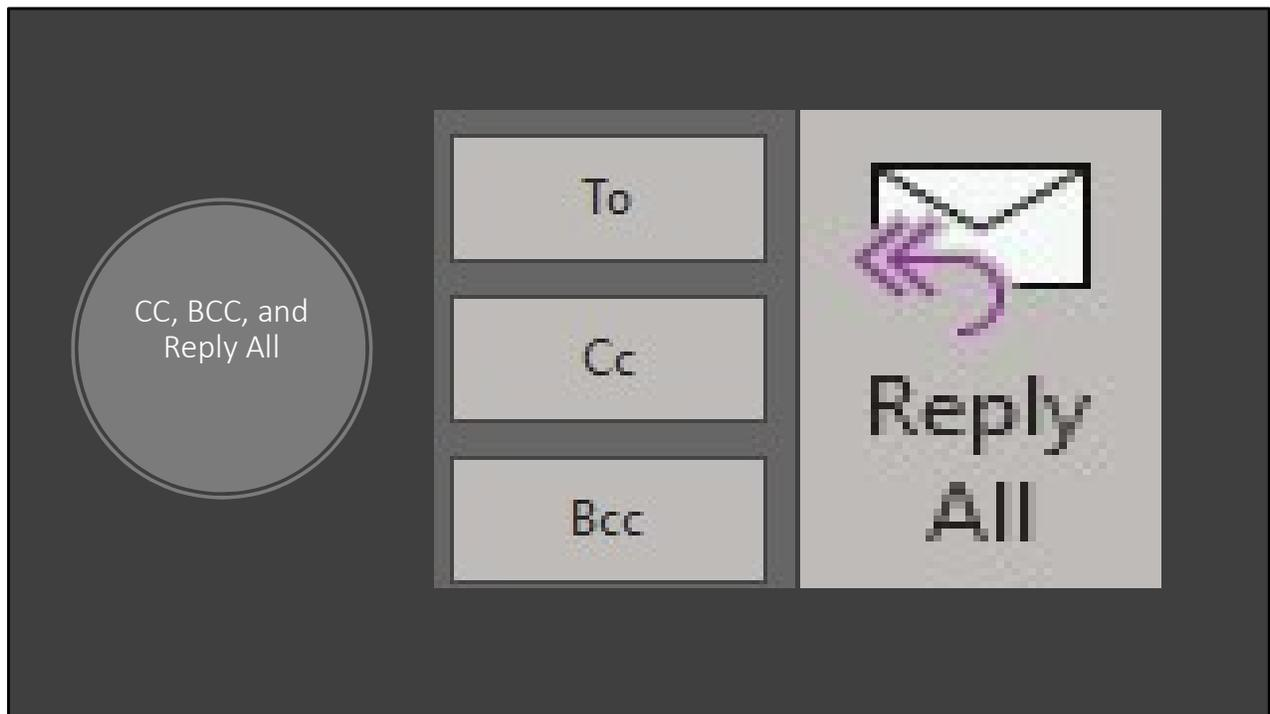 CC, BCC, and
Reply All
To
Cc
Bcc
Reply
All